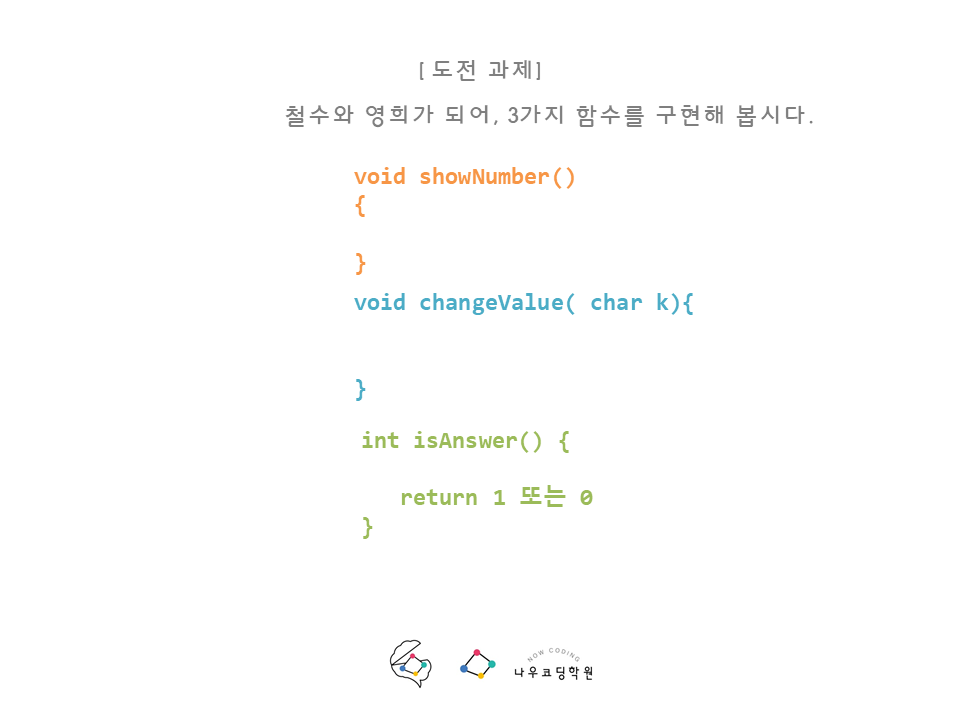 [ 도전 과제]
철수와 영희가 되어, 3가지 함수를 구현해 봅시다.
void showNumber()
{
}
void changeValue( char k){
}
int isAnswer() {
return 1 또는 0
}
NOW CODING
나우코딩학원